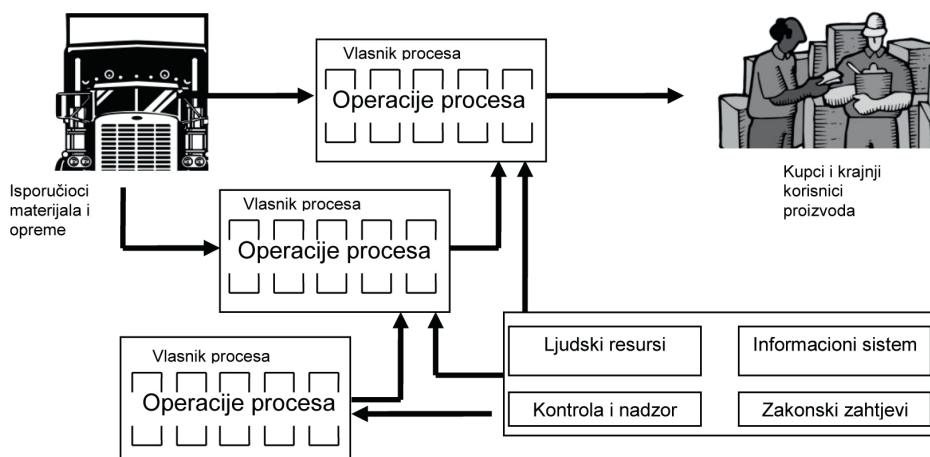 Vlasnik procesa
Operacije procesa
Isporučioci
materijala i
opreme
Kupci i krajnji
korisnici
proizvoda
Vlasnik procesa
Operacije procesa
Ljudski resursi
Informacioni sistem
Vlasnik procesa
Operacije procesa
Kontrola i nadzor
Zakonski zahtjevi